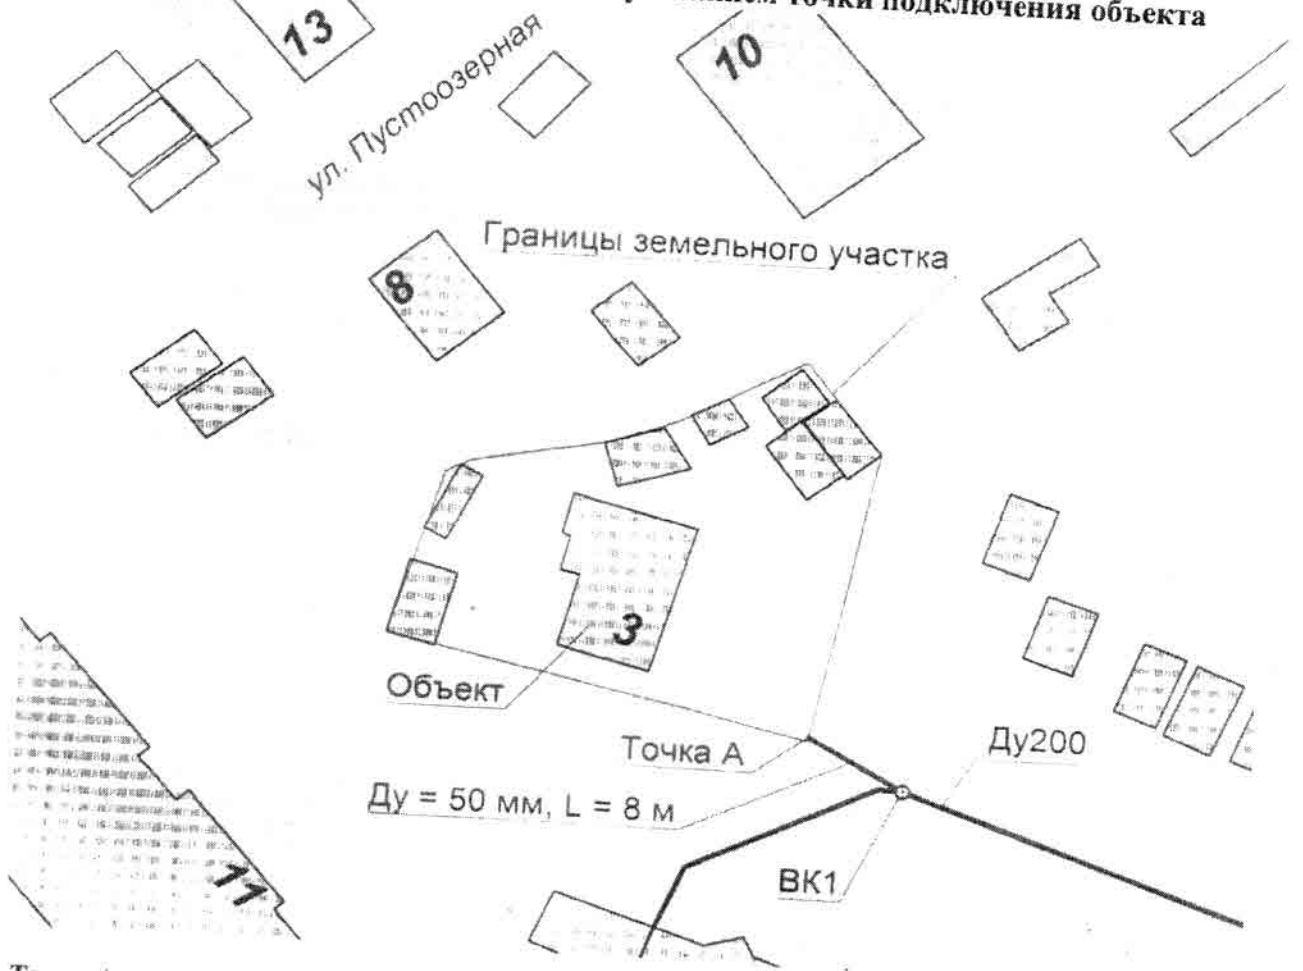 точки подключения объекта
13
10
ул. Пустоозерная
Границы земельного участка
8
3
Объект
Точка А
Ду200
Ду = 50 мм, L = 8 м
ВК1
11